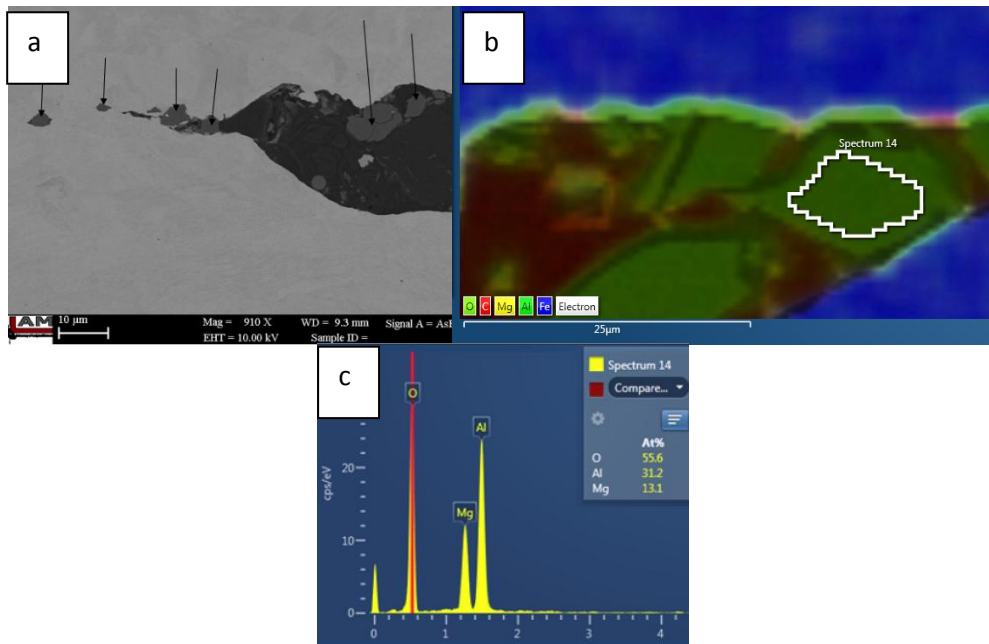 a
AM
10 µm
Mag = 910 X
WD = 9.3 mm
EHT = 10.00 kV
Sample ID =
b
Spectrum 14
O C Mg Al Fe Electron
25µm
c
cps/eV
20
10
0
0 1 2 3 4
O
Mg
Al
Spectrum 14
Compare...
At%
O 55.6
Al 31.2
Mg 13.1